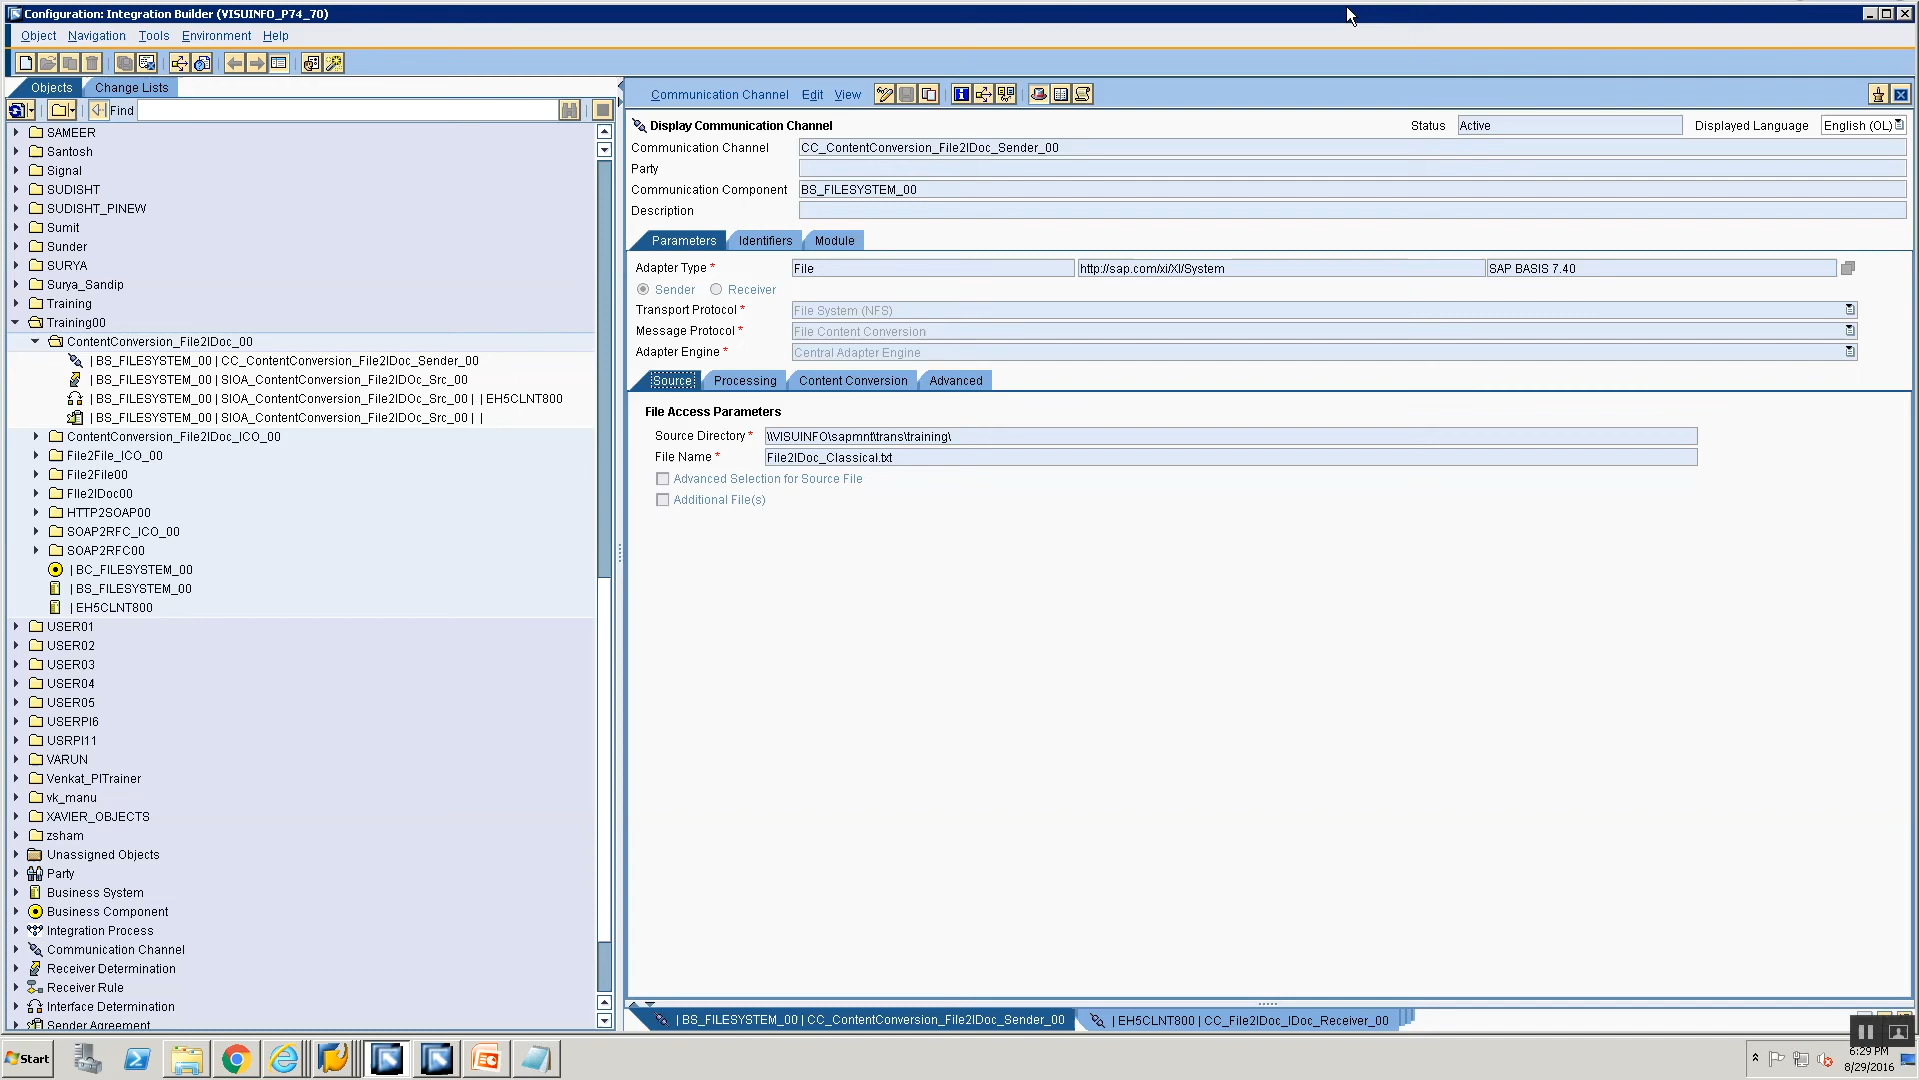 Configuration: Integration Builder (VISUINFO_P74_70)
Object Navigation Tools Environment Help
Objects Change Lists
Find
SAMEER
Santosh
Signal
SUDISHT
SUDISHT_PINEW
Sumit
Sunder
SURYA
Surya_Sandip
Training
Training00
ContentConversion_File2IDoc_00
| BS_FILESYSTEM_00 | CC_ContentConversion_File2IDoc_Sender_00
| BS_FILESYSTEM_00 | SIOA_ContentConversion_File2IDOc_Src_00
| BS_FILESYSTEM_00 | SIOA_ContentConversion_File2IDOc_Src_00 | | EH5CLNT800
| BS_FILESYSTEM_00 | SIOA_ContentConversion_File2IDOc_Src_00 | |
ContentConversion_File2IDoc_ICO_00
File2File_ICO_00
File2File00
FIle2IDoc00
HTTP2SOAP00
SOAP2RFC_ICO_00
SOAP2RFC00
| BC_FILESYSTEM_00
| BS_FILESYSTEM_00
| EH5CLNT800
USER01
USER02
USER03
USER04
USER05
USERPI6
USRPI11
VARUN
Venkat_PITrainer
vk_manu
XAVIER_OBJECTS
zsham
Unassigned Objects
Party
Business System
Business Component
Integration Process
Communication Channel
Receiver Determination
Receiver Rule
Interface Determination
Sender Agreement
Communication Channel Edit View
Display Communication Channel Status Active Displayed Language English (OL)
Communication Channel CC_ContentConversion_File2IDoc_Sender_00
Party
Communication Component BS_FILESYSTEM_00
Description
Parameters Identifiers Module
Adapter Type * File http://sap.com/xi/XI/System SAP BASIS 7.40
Sender Receiver
Transport Protocol * File System (NFS)
Message Protocol * File Content Conversion
Adapter Engine * Central Adapter Engine
Source Processing Content Conversion Advanced
File Access Parameters
Source Directory * \\VISUINFO\sapmnt\trans\training\
File Name * File2IDoc_Classical.txt
Advanced Selection for Source File
Additional File(s)
| BS_FILESYSTEM_00 | CC_ContentConversion_File2IDoc_Sender_00 | EH5CLNT800 | CC_File2IDoc_IDoc_Receiver_00
Start
6:29 PM
8/29/2016